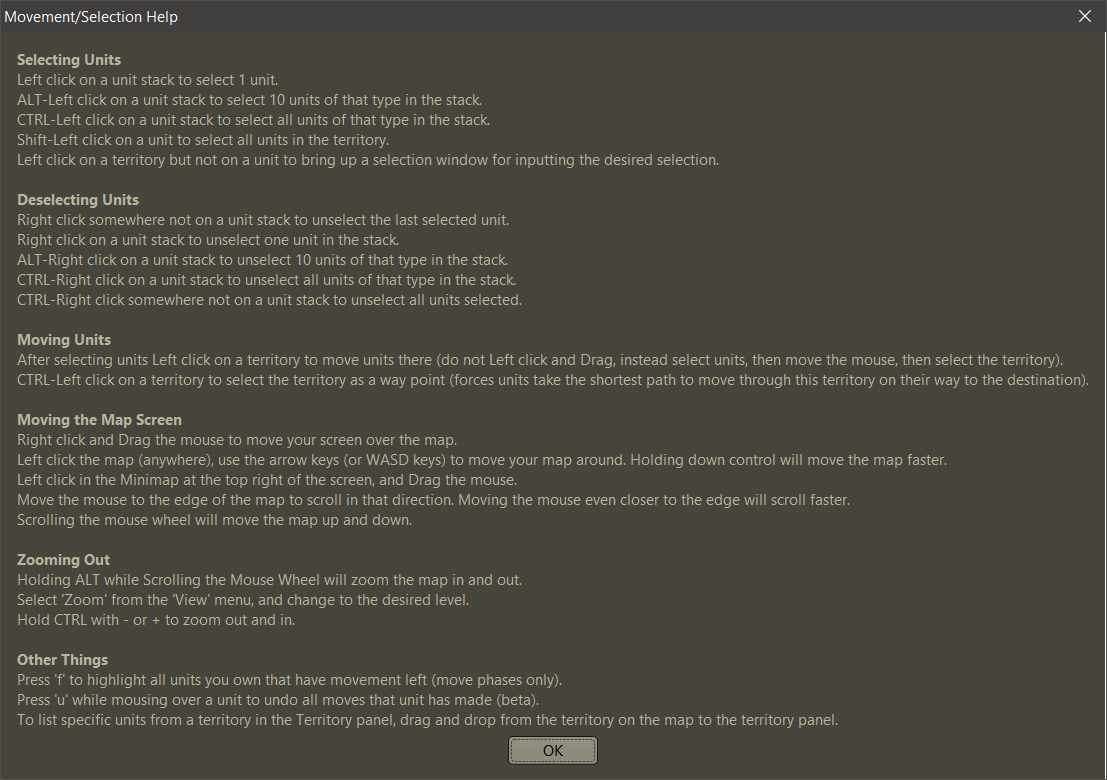 Movement/Selection Help
Selecting Units
Left click on a unit stack to select 1 unit.
ALT-Left click on a unit stack to select 10 units of that type in the stack.
CTRL-Left click on a unit stack to select all units of that type in the stack.
Shift-Left click on a unit to select all units in the territory.
Left click on a territory but not on a unit to bring up a selection window for inputting the desired selection.
Deselecting Units
Right click somewhere not on a unit stack to unselect the last selected unit.
Right click on a unit stack to unselect one unit in the stack.
ALT-Right click on a unit stack to unselect 10 units of that type in the stack.
CTRL-Right click on a unit stack to unselect all units of that type in the stack.
CTRL-Right click somewhere not on a unit stack to unselect all units selected.
Moving Units
After selecting units Left click on a territory to move units there (do not Left click and Drag, instead select units, then move the mouse, then select the territory).
CTRL-Left click on a territory to select the territory as a way point (forces units take the shortest path to move through this territory on their way to the destination).
Moving the Map Screen
Right click and Drag the mouse to move your screen over the map.
Left click the map (anywhere), use the arrow keys (or WASD keys) to move your map around. Holding down control will move the map faster.
Left click in the Minimap at the top right of the screen, and Drag the mouse.
Move the mouse to the edge of the map to scroll in that direction. Moving the mouse even closer to the edge will scroll faster.
Scrolling the mouse wheel will move the map up and down.
Zooming Out
Holding ALT while Scrolling the Mouse Wheel will zoom the map in and out.
Select 'Zoom' from the 'View' menu, and change to the desired level.
Hold CTRL with - or + to zoom out and in.
Other Things
Press 'f' to highlight all units you own that have movement left (move phases only).
Press 'u' while mousing over a unit to undo all moves that unit has made (beta).
To list specific units from a territory in the Territory panel, drag and drop from the territory on the map to the territory panel.
OK